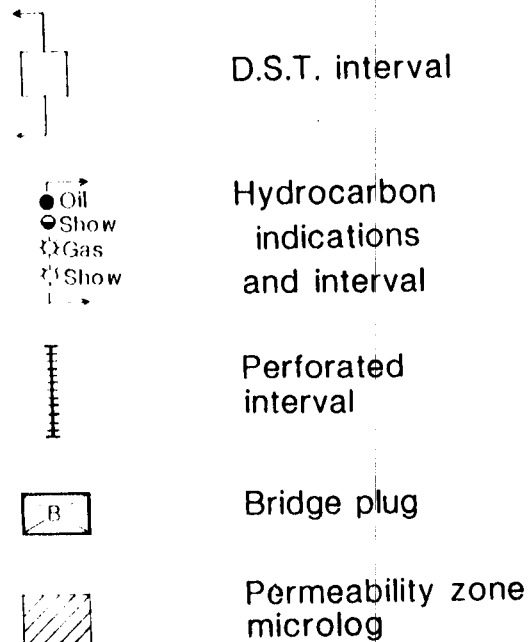 D.S.T. interval
Oil
Show
Gas
Show
Hydrocarbon
indications
and interval
Perforated
interval
B
Bridge plug
Permeability zone
microlog